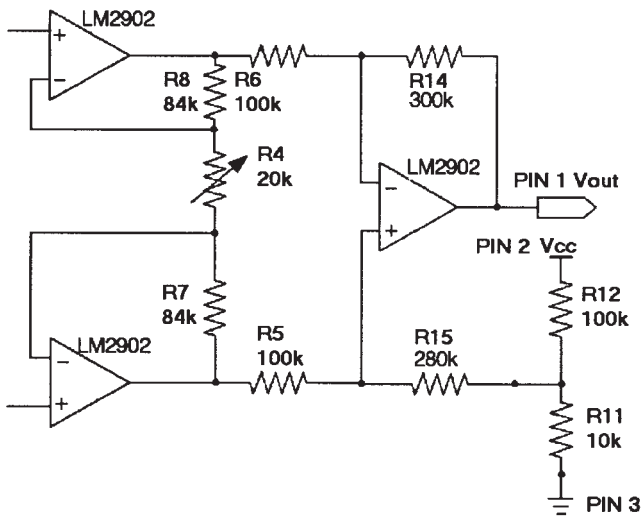 LM2902
+
−
R8
84k
R6
100k
R14
300k
R4
20k
LM2902
−
+
PIN 1 Vout
PIN 2 Vcc
R12
100k
R7
84k
LM2902
−
+
R5
100k
R15
280k
R11
10k
PIN 3